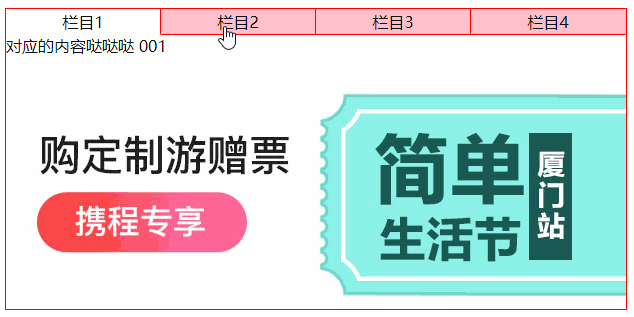 栏目1 栏目2 栏目3 栏目4
对应的内容哒哒哒 001
购定制游赠票
携程专享
简单
生活节
厦门站